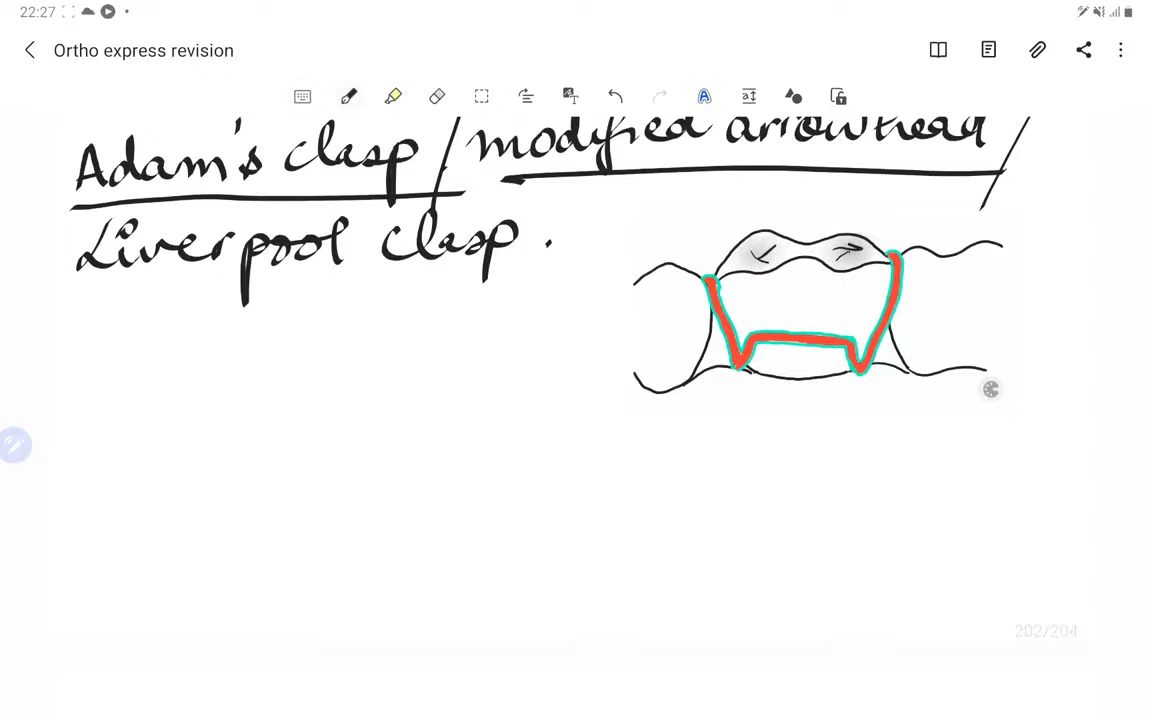 22:27
Ortho express revision
Adam's clasp / modified arrowhead /
Liverpool clasp.
202/204